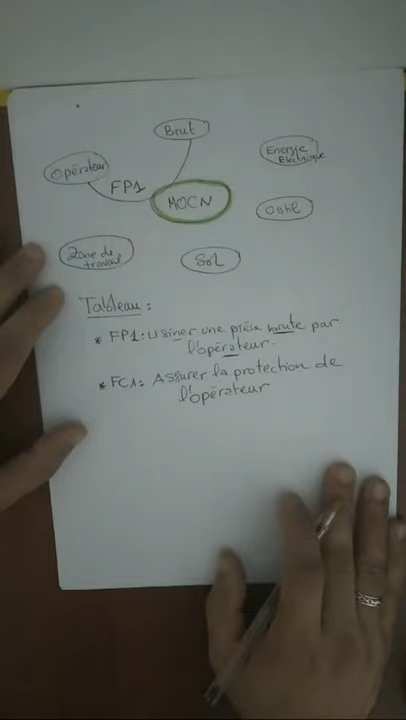 Brut
Opérateur
Energie
Electrique
FP1
MOCN
Outil
Zone de
travail
SoL
Tableau :
* FP1: Usiner une pièce brute par
l'opérateur.
* FC1: Assurer la protection de
l'opérateur